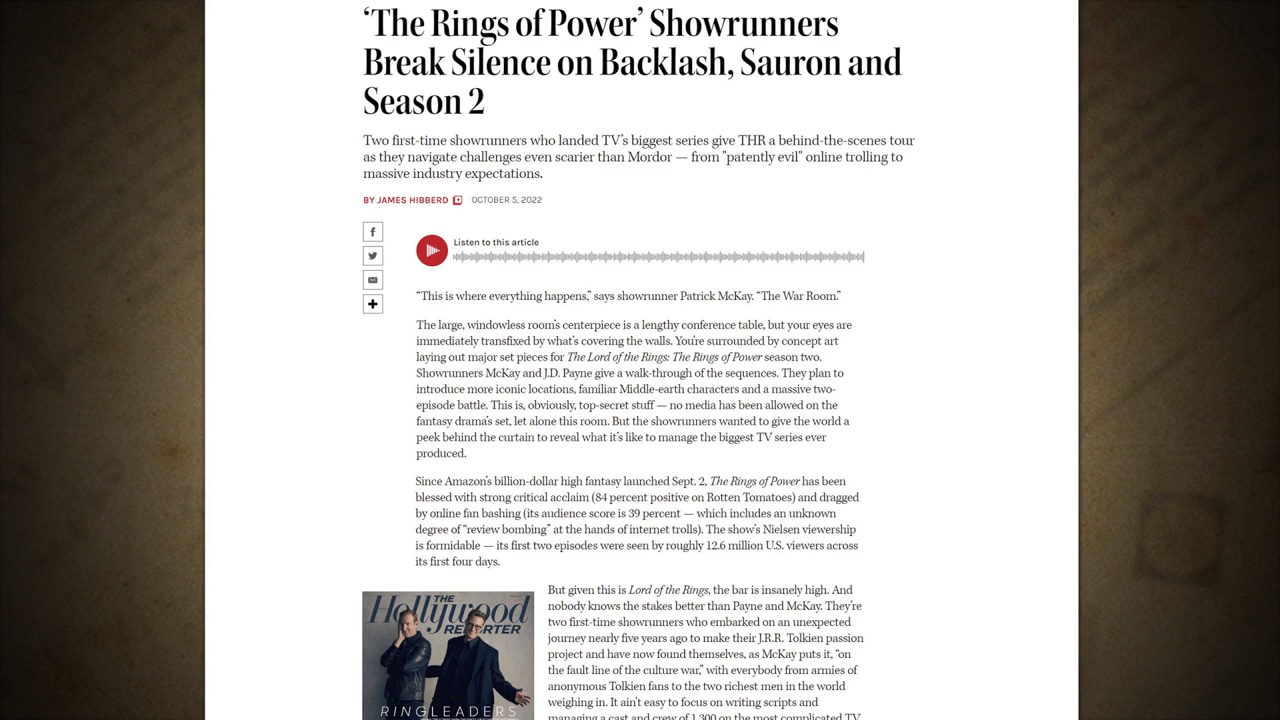 ‘The Rings of Power’ Showrunners
Break Silence on Backlash, Sauron and
Season 2
Two first-time showrunners who landed TV’s biggest series give THR a behind-the-scenes tour
as they navigate challenges even scarier than Mordor — from "patently evil" online trolling to
massive industry expectations.
BY JAMES HIBBERD OCTOBER 5, 2022
Listen to this article
“This is where everything happens,” says showrunner Patrick McKay. “The War Room.”
The large, windowless room’s centerpiece is a lengthy conference table, but your eyes are
immediately transfixed by what’s covering the walls. You’re surrounded by concept art
laying out major set pieces for The Lord of the Rings: The Rings of Power season two.
Showrunners McKay and J.D. Payne give a walk-through of the sequences. They plan to
introduce more iconic locations, familiar Middle-earth characters and a massive two-
episode battle. This is, obviously, top-secret stuff — no media has been allowed on the
fantasy drama’s set, let alone this room. But the showrunners wanted to give the world a
peek behind the curtain to reveal what it’s like to manage the biggest TV series ever
produced.
Since Amazon’s billion-dollar high fantasy launched Sept. 2, The Rings of Power has been
blessed with strong critical acclaim (84 percent positive on Rotten Tomatoes) and dragged
by online fan bashing (its audience score is 39 percent — which includes an unknown
degree of “review bombing” at the hands of internet trolls). The show’s Nielsen viewership
is formidable — its first two episodes were seen by roughly 12.6 million U.S. viewers across
its first four days.
But given this is Lord of the Rings, the bar is insanely high. And
nobody knows the stakes better than Payne and McKay. They’re
two first-time showrunners who embarked on an unexpected
journey nearly five years ago to make their J.R.R. Tolkien passion
project and have now found themselves, as McKay puts it, “on
the fault line of the culture war,” with everybody from armies of
anonymous Tolkien fans to the two richest men in the world
weighing in. It ain’t easy to focus on writing scripts and
managing a cast and crew of 1,300 on the most complicated TV
THE
Hollywood
REPORTER
RINGLEADERS